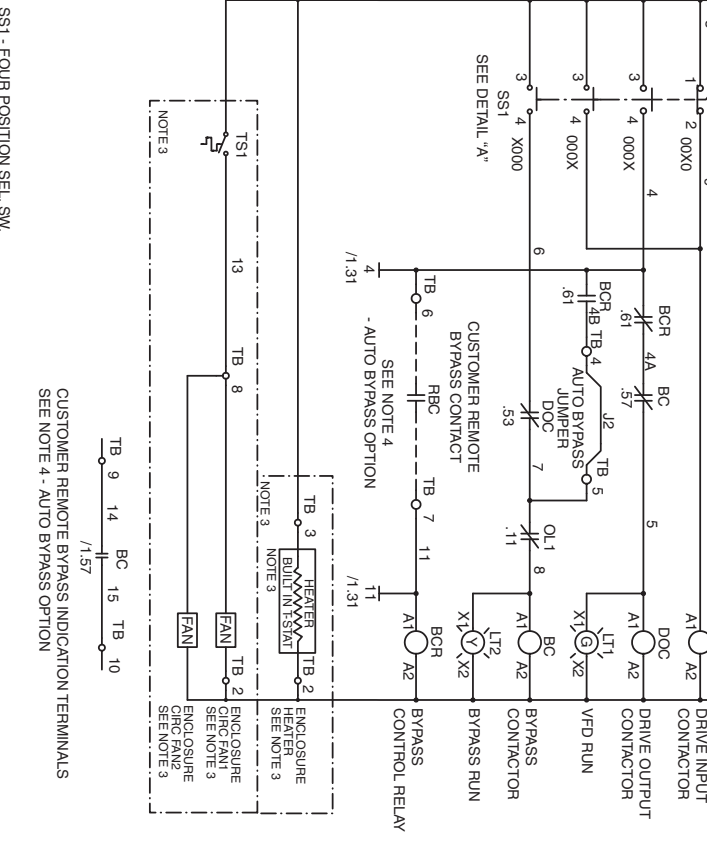 1
2
00X0
A1
A2
DRIVE INPUT
CONTACTOR
3
4
000X
4
BCR
.61
4A
BC
.57
5
DOC
A1
A2
DRIVE OUTPUT
CONTACTOR
3
4
000X
BCR
.61
4B
TB
4
J2
AUTO BYPASS
JUMPER
TB
5
LT1
X1
G
X2
VFD RUN
3
4
SS1
X000
SEE DETAIL "A"
6
DOC
.53
7
OL1
.11
8
BC
A1
A2
BYPASS
CONTACTOR
LT2
X1
Y
X2
BYPASS RUN
CUSTOMER REMOTE
BYPASS CONTACT
4
/1.31
TB
6
RBC
TB
7
11
11
/1.31
BCR
A1
A2
BYPASS
CONTROL RELAY
SEE NOTE 4
- AUTO BYPASS OPTION
TB
3
HEATER
BUILT IN T-STAT
NOTE 3
TB
2
ENCLOSURE
HEATER
SEE NOTE 3
NOTE 3
TS1
13
TB
8
FAN
TB
2
ENCLOSURE
CIRC FAN1
SEE NOTE 3
FAN
ENCLOSURE
CIRC FAN2
SEE NOTE 3
NOTE 3
TB
9
14
BC
/1.57
15
TB
10
CUSTOMER REMOTE BYPASS INDICATION TERMINALS
SEE NOTE 4 - AUTO BYPASS OPTION
SS1 - FOUR POSITION SEL. SW.